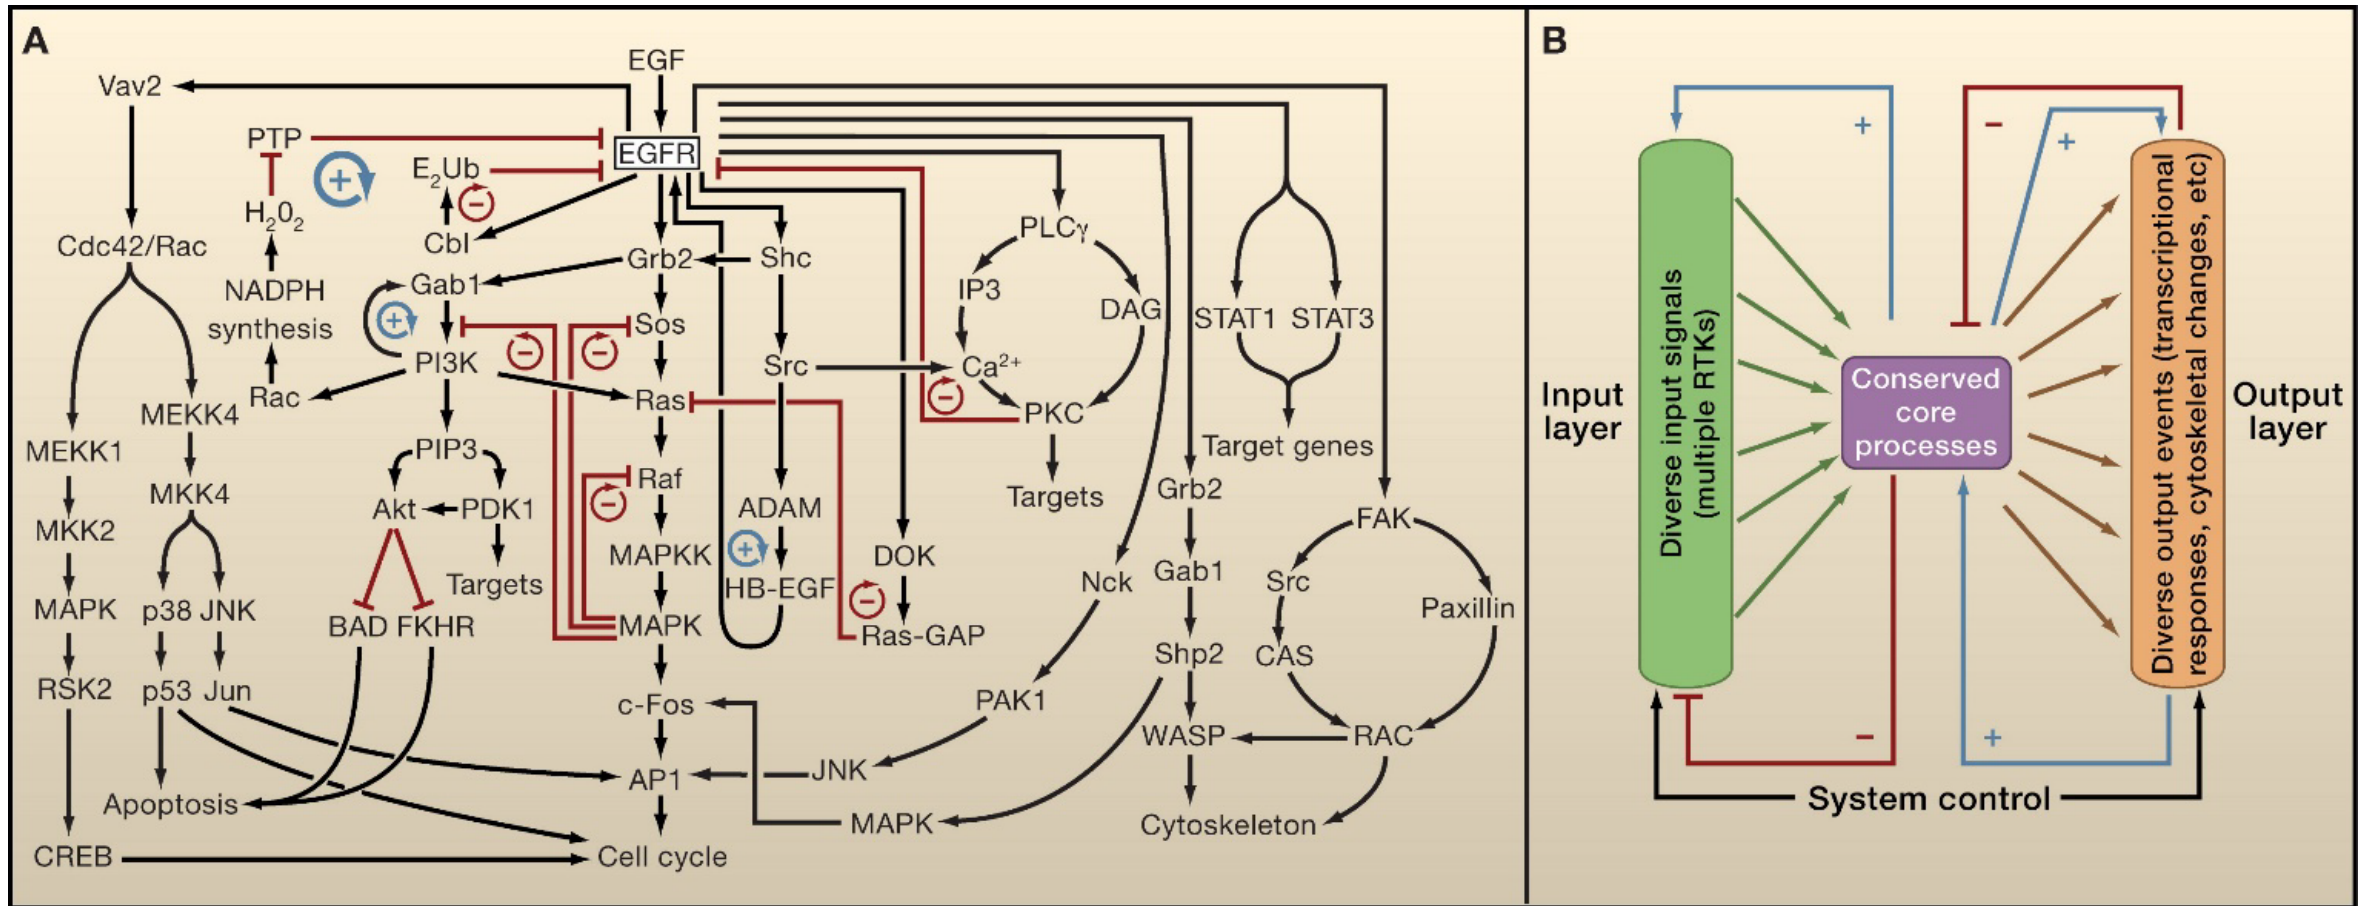 A
EGF
Vav2
PTP
+
EGFR
E2Ub
−
H202
Cbl
Cdc42/Rac
Grb2
Shc
PLCγ
NADPH
synthesis
Gab1
+
IP3
DAG
Sos
−
−
STAT1
STAT3
PI3K
Src
Ca2+
Rac
Ras
−
PKC
MEKK4
MEKK1
PIP3
Target genes
MKK4
Raf
−
Targets
Grb2
Akt
PDK1
ADAM
FAK
MKK2
MAPKK
+
DOK
Targets
HB-EGF
Nck
Gab1
Src
MAPK
p38
JNK
−
Paxillin
BAD
FKHR
MAPK
Ras-GAP
Shp2
CAS
RSK2
p53
Jun
c-Fos
PAK1
WASP
RAC
AP1
JNK
Apoptosis
MAPK
Cytoskeleton
CREB
Cell cycle
B
+
−
+
Input
layer
Diverse input signals
(multiple RTKs)
Conserved
core
processes
Diverse output events (transcriptional
responses, cytoskeletal changes, etc)
Output
layer
−
+
System control